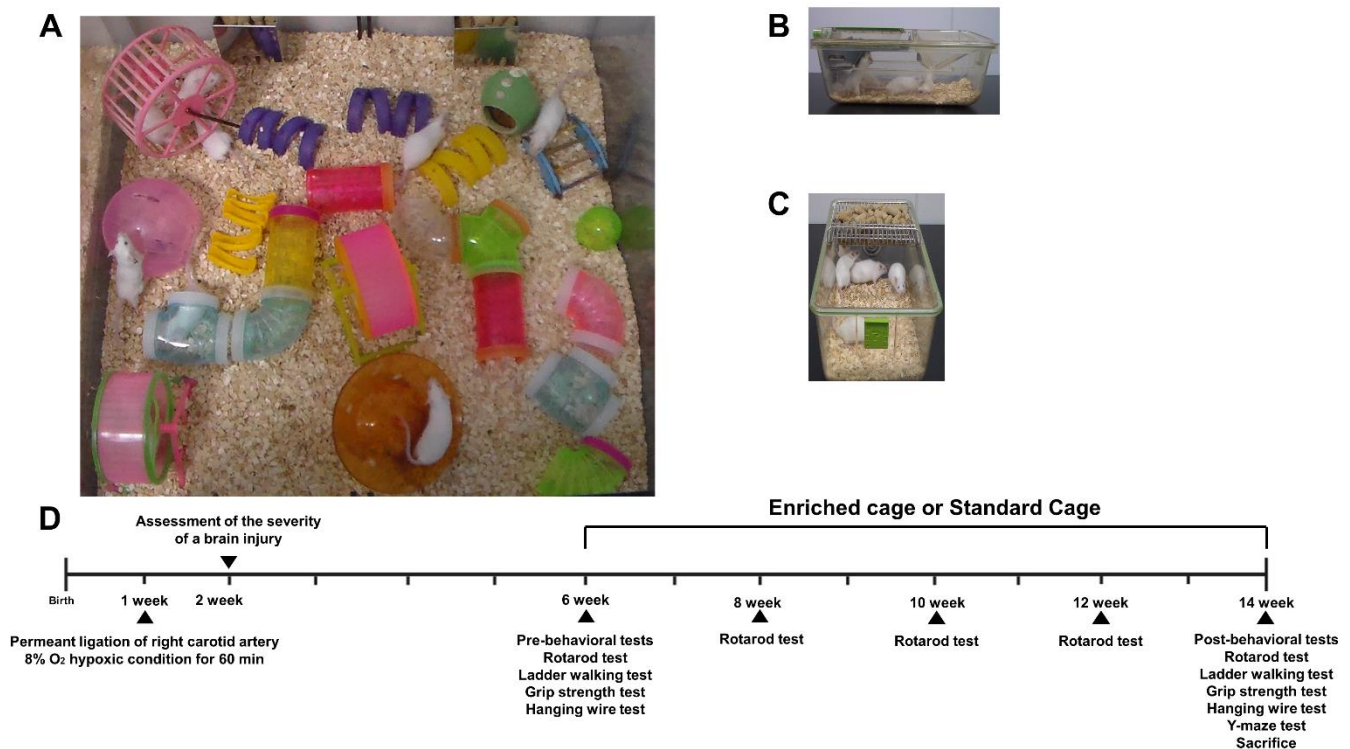 A
B
C
D
Assessment of the severity
of a brain injury
Enriched cage or Standard Cage
Birth
1 week
2 week
6 week
8 week
10 week
12 week
14 week
Permeant ligation of right carotid artery
8% O₂ hypoxic condition for 60 min
Pre-behavioral tests
Rotarod test
Ladder walking test
Grip strength test
Hanging wire test
Rotarod test
Rotarod test
Rotarod test
Post-behavioral tests
Rotarod test
Ladder walking test
Grip strength test
Hanging wire test
Y-maze test
Sacrifice